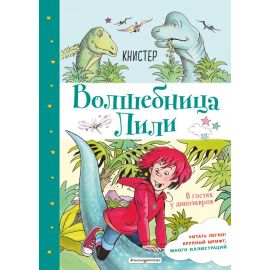 КНИСТЕР
Волшебница
Лили
В гостях
у динозавров
ЧИТАТЬ ЛЕГКО!
КРУПНЫЙ ШРИФТ,
МНОГО ИЛЛЮСТРАЦИЙ